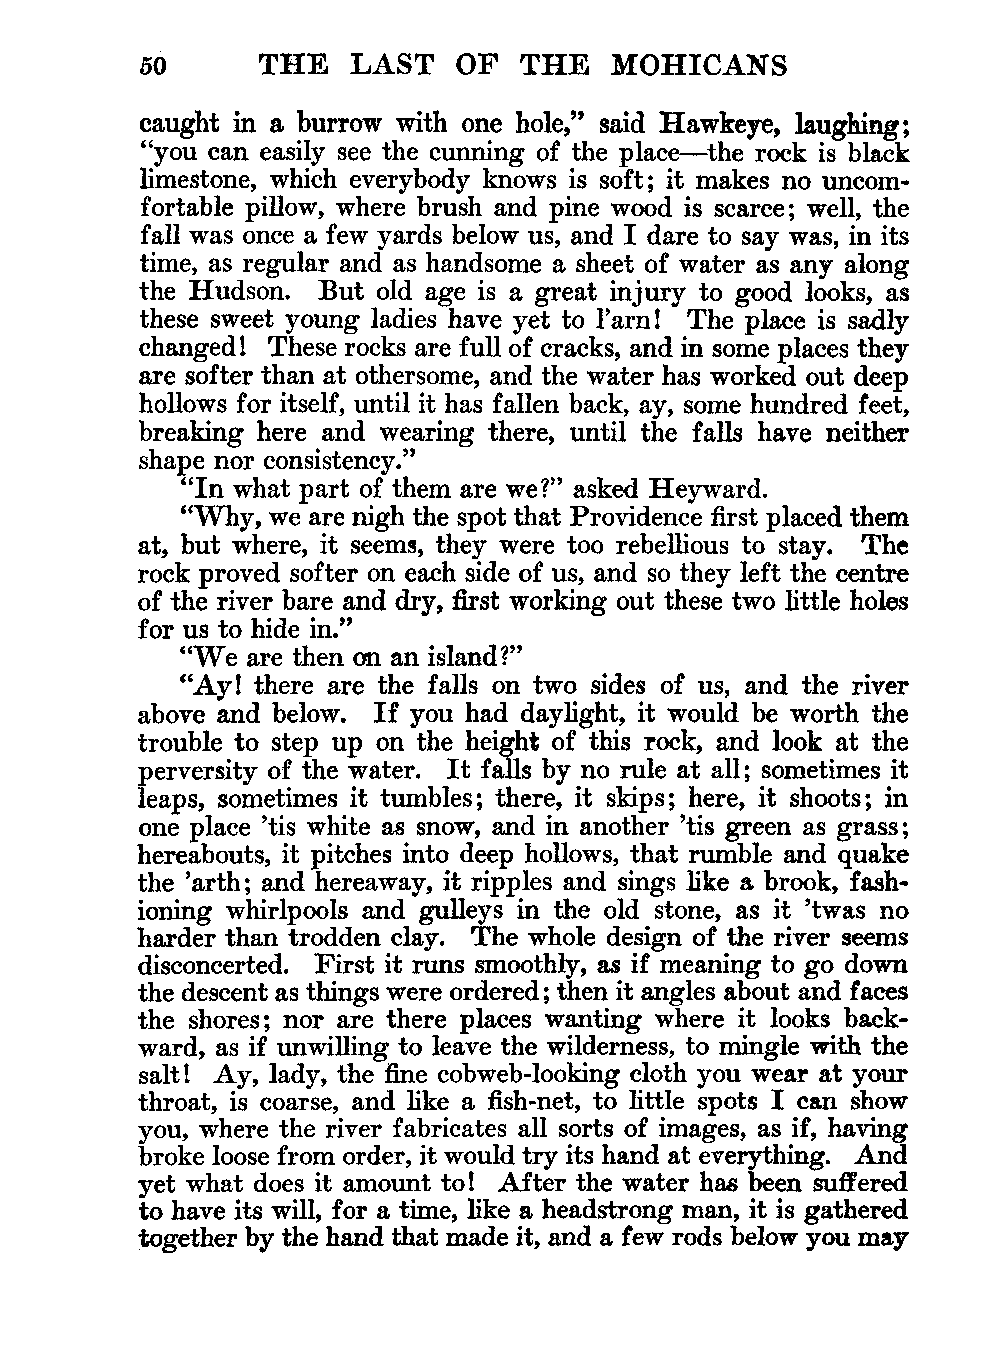 50 THE LAST OF THE MOHICANS
caught in a burrow with one hole,” said Hawkeye, laughing;
“you can easily see the cunning of the place—the rock is black
limestone, which everybody knows is soft; it makes no uncom-
fortable pillow, where brush and pine wood is scarce; well, the
fall was once a few yards below us, and I dare to say was, in its
time, as regular and as handsome a sheet of water as any along
the Hudson. But old age is a great injury to good looks, as
these sweet young ladies have yet to l’arn! The place is sadly
changed! These rocks are full of cracks, and in some places they
are softer than at othersome, and the water has worked out deep
hollows for itself, until it has fallen back, ay, some hundred feet,
breaking here and wearing there, until the falls have neither
shape nor consistency.”
“In what part of them are we?” asked Heyward.
“Why, we are nigh the spot that Providence first placed them
at, but where, it seems, they were too rebellious to stay. The
rock proved softer on each side of us, and so they left the centre
of the river bare and dry, first working out these two little holes
for us to hide in.”
“We are then on an island?”
“Ay! there are the falls on two sides of us, and the river
above and below. If you had daylight, it would be worth the
trouble to step up on the height of this rock, and look at the
perversity of the water. It falls by no rule at all; sometimes it
leaps, sometimes it tumbles; there, it skips; here, it shoots; in
one place ’tis white as snow, and in another ’tis green as grass;
hereabouts, it pitches into deep hollows, that rumble and quake
the ’arth; and hereaway, it ripples and sings like a brook, fash-
ioning whirlpools and gulleys in the old stone, as it ’twas no
harder than trodden clay. The whole design of the river seems
disconcerted. First it runs smoothly, as if meaning to go down
the descent as things were ordered; then it angles about and faces
the shores; nor are there places wanting where it looks back-
ward, as if unwilling to leave the wilderness, to mingle with the
salt! Ay, lady, the fine cobweb-looking cloth you wear at your
throat, is coarse, and like a fish-net, to little spots I can show
you, where the river fabricates all sorts of images, as if, having
broke loose from order, it would try its hand at everything. And
yet what does it amount to! After the water has been suffered
to have its will, for a time, like a headstrong man, it is gathered
together by the hand that made it, and a few rods below you may